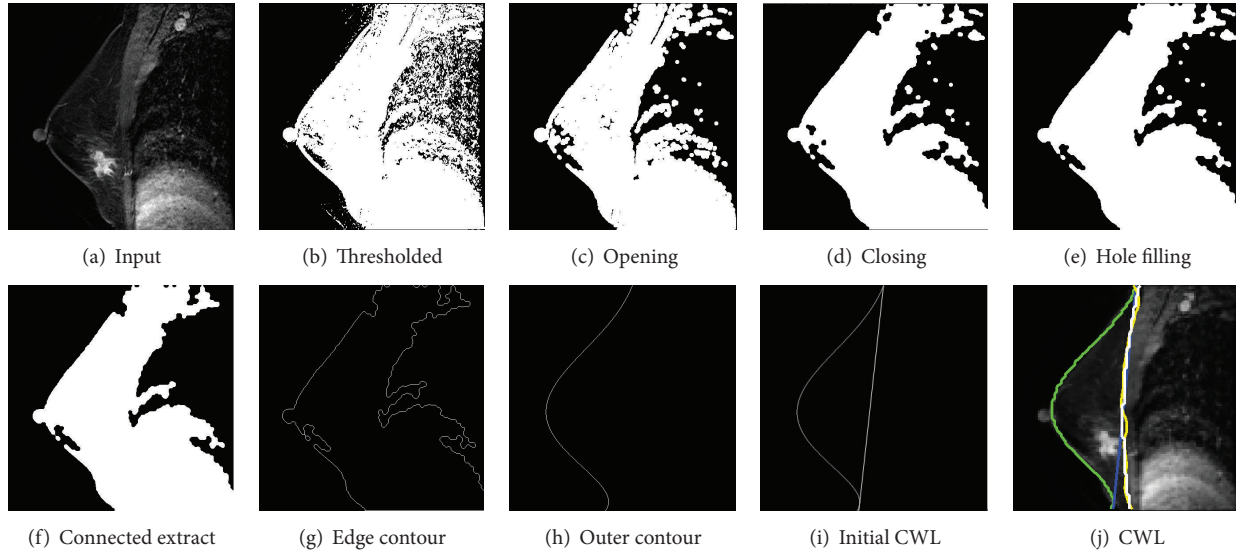 (a) Input
(b) Thresholded
(c) Opening
(d) Closing
(e) Hole filling
(f) Connected extract
(g) Edge contour
(h) Outer contour
(i) Initial CWL
(j) CWL